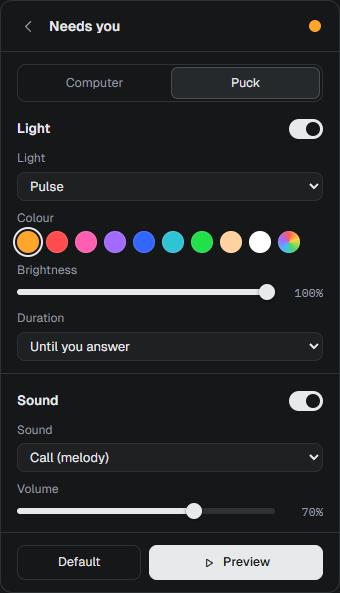 Needs you
Computer
Puck
Light
Light
Pulse
Colour
Brightness
100%
Duration
Until you answer
Sound
Sound
Call (melody)
Volume
70%
Default
Preview